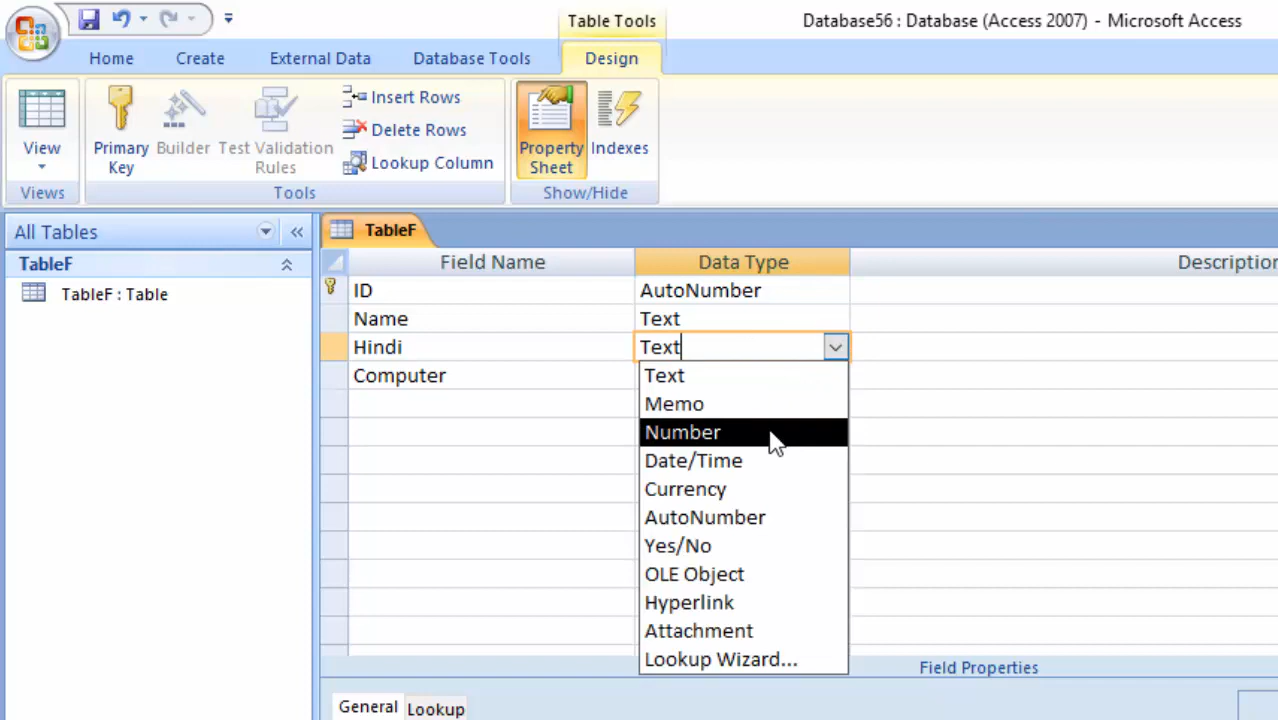 Table Tools
Database56 : Database (Access 2007) - Microsoft Access
Home Create External Data Database Tools Design
View
Primary Key
Builder
Test Validation Rules
Insert Rows
Delete Rows
Lookup Column
Property Sheet
Indexes
Views Tools Show/Hide
All Tables
TableF
TableF : Table
TableF
Field Name Data Type Description
ID AutoNumber
Name Text
Hindi Text
Computer
Text
Memo
Number
Date/Time
Currency
AutoNumber
Yes/No
OLE Object
Hyperlink
Attachment
Lookup Wizard...
Field Properties
General Lookup